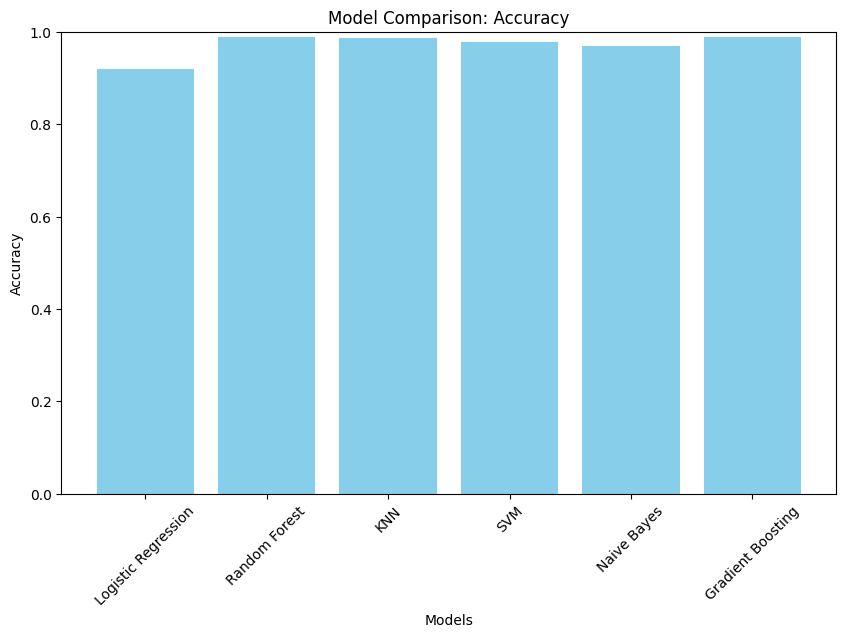 Model Comparison: Accuracy
1.0
0.8
0.6
0.4
0.2
0.0
Accuracy
Logistic Regression
Random Forest
KNN
SVM
Naive Bayes
Gradient Boosting
Models